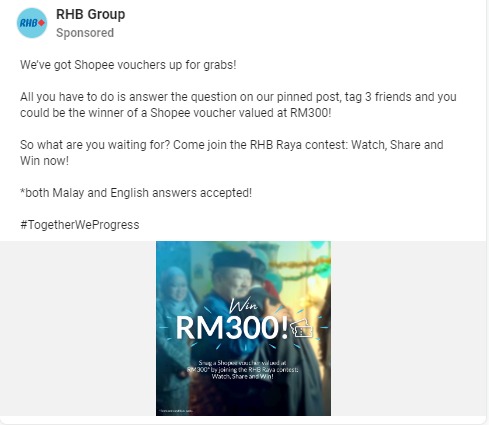 RHB
RHB Group
Sponsored
We've got Shopee vouchers up for grabs!
All you have to do is answer the question on our pinned post, tag 3 friends and you
could be the winner of a Shopee voucher valued at RM300!
So what are you waiting for? Come join the RHB Raya contest: Watch, Share and
Win now!
*both Malay and English answers accepted!
#TogetherWeProgress
Win
RM300!
Snag a Shopee voucher valued at
RM300* by joining the RHB Raya contest:
Watch, Share and Win!